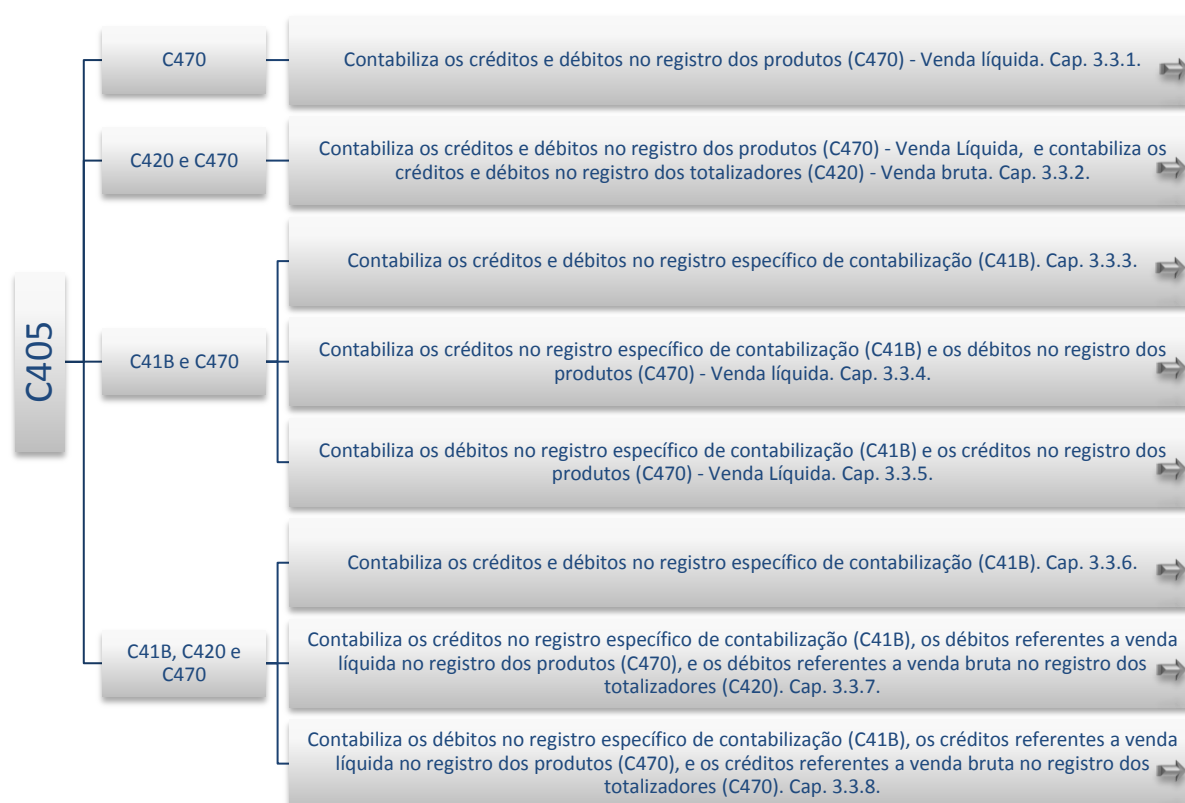 C405
C470
Contabiliza os créditos e débitos no registro dos produtos (C470) - Venda líquida. Cap. 3.3.1.
C420 e C470
Contabiliza os créditos e débitos no registro dos produtos (C470) - Venda Líquida, e contabiliza os
créditos e débitos no registro dos totalizadores (C420) - Venda bruta. Cap. 3.3.2.
C41B e C470
Contabiliza os créditos e débitos no registro específico de contabilização (C41B). Cap. 3.3.3.
Contabiliza os créditos no registro específico de contabilização (C41B) e os débitos no registro dos
produtos (C470) - Venda líquida. Cap. 3.3.4.
Contabiliza os débitos no registro específico de contabilização (C41B) e os créditos no registro dos
produtos (C470) - Venda Líquida. Cap. 3.3.5.
C41B, C420 e
C470
Contabiliza os créditos e débitos no registro específico de contabilização (C41B). Cap. 3.3.6.
Contabiliza os créditos no registro específico de contabilização (C41B), os débitos referentes a venda
líquida no registro dos produtos (C470), e os débitos referentes a venda bruta no registro dos
totalizadores (C420). Cap. 3.3.7.
Contabiliza os débitos no registro específico de contabilização (C41B), os créditos referentes a venda
líquida no registro dos produtos (C470), e os créditos referentes a venda bruta no registro dos
totalizadores (C470). Cap. 3.3.8.